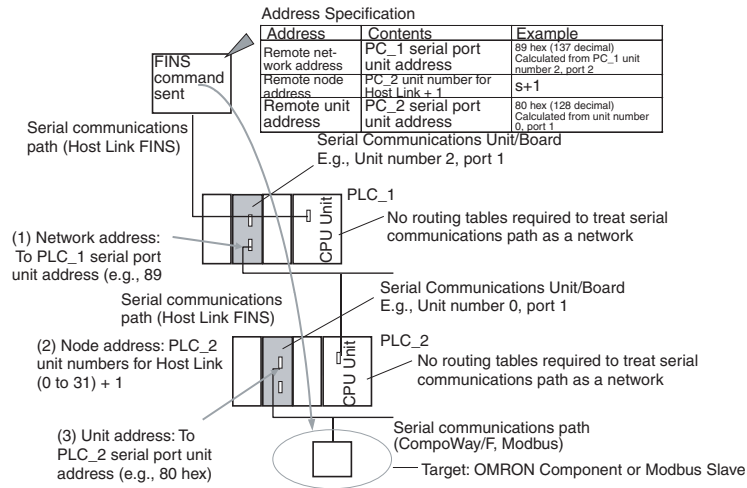 Address Specification
Address Contents Example
Remote net-
work address
PC_1 serial port
unit address
89 hex (137 decimal)
Calculated from PC_1 unit
number 2, port 2
Remote node
address
PC_2 unit number for
Host Link + 1
s+1
Remote unit
address
PC_2 serial port
unit address
80 hex (128 decimal)
Calculated from unit number
0, port 1
FINS
command
sent
Serial communications
path (Host Link FINS)
Serial Communications Unit/Board
E.g., Unit number 2, port 1
PLC_1
CPU Unit
No routing tables required to treat serial
communications path as a network
(1) Network address:
To PLC_1 serial port
unit address (e.g., 89
Serial communications
path (Host Link FINS)
Serial Communications Unit/Board
E.g., Unit number 0, port 1
PLC_2
CPU Unit
No routing tables required to treat serial
communications path as a network
(2) Node address: PLC_2
unit numbers for Host Link
(0 to 31) + 1
(3) Unit address: To
PLC_2 serial port unit
address (e.g., 80 hex)
Serial communications path
(CompoWay/F, Modbus)
Target: OMRON Component or Modbus Slave